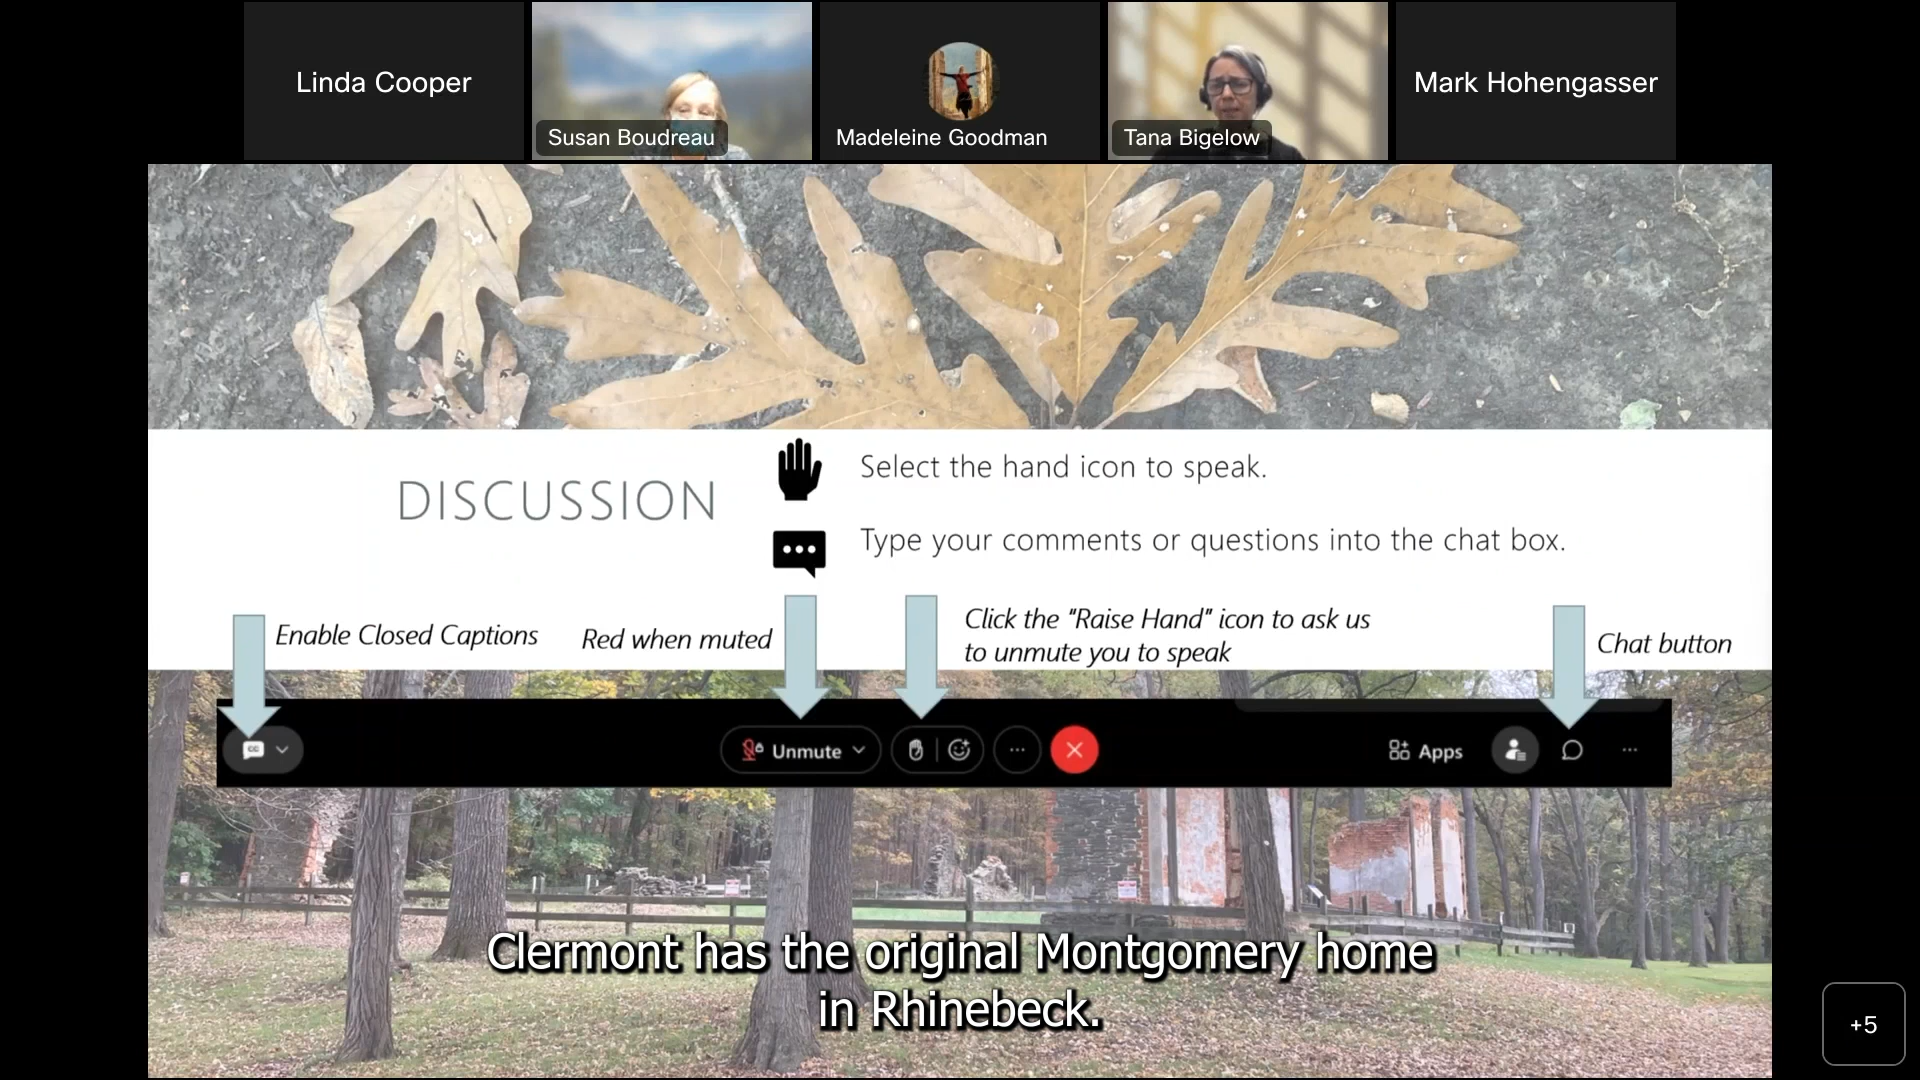 Linda Cooper
Susan Boudreau
Madeleine Goodman
Tana Bigelow
Mark Hohengasser
DISCUSSION
Select the hand icon to speak.
Type your comments or questions into the chat box.
Enable Closed Captions
Red when muted
Click the "Raise Hand" icon to ask us
to unmute you to speak
Chat button
CC
Unmute
Apps
Clermont has the original Montgomery home
in Rhinebeck.
+5